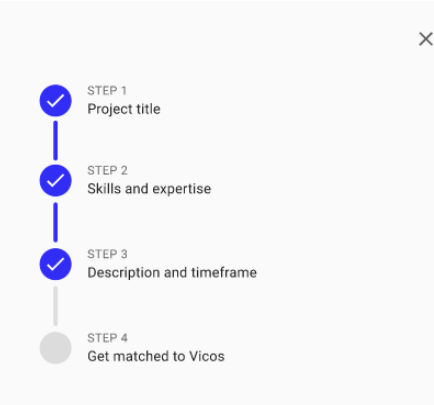 STEP 1
Project title
STEP 2
Skills and expertise
STEP 3
Description and timeframe
STEP 4
Get matched to Vicos